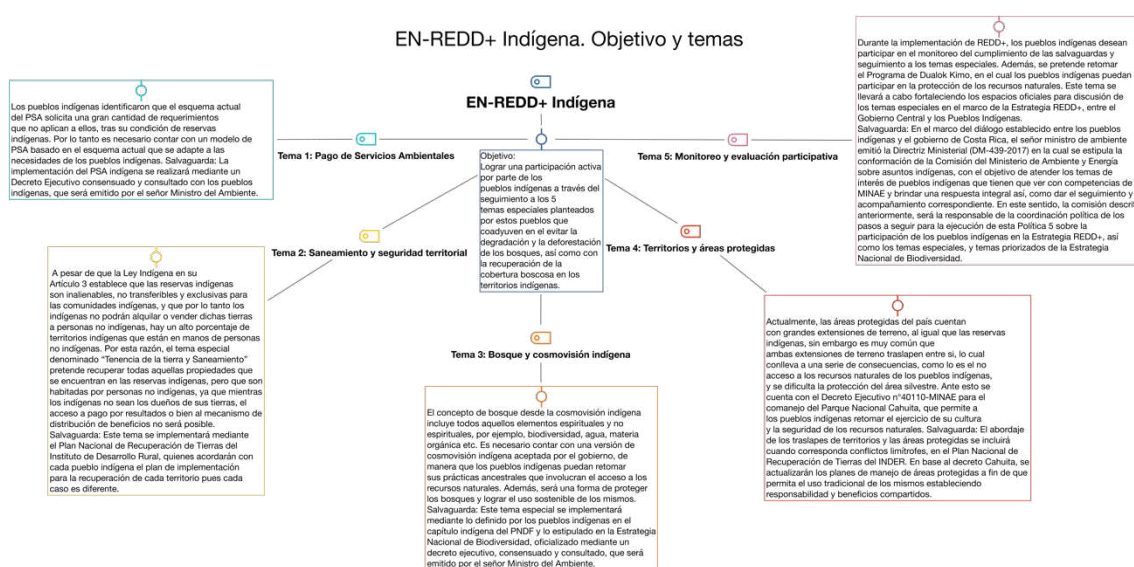 EN-REDD+ Indígena. Objetivo y temas
EN-REDD+ Indígena
Objetivo:
Lograr una participación activa
por parte de los
pueblos indígenas a través del
seguimiento a los 5
temas especiales planteados
por estos pueblos que
coadyuven en el evitar la
degradación y la deforestación
de los bosques, así como con
la recuperación de la
cobertura boscosa en los
territorios indígenas.
Tema 1: Pago de Servicios Ambientales
Los pueblos indígenas identificaron que el esquema actual
del PSA solicita una gran cantidad de requerimientos
que no aplican a ellos, tras su condición de reservas
indígenas. Por lo tanto es necesario contar con un modelo de
PSA basado en el esquema actual que se adapte a las
necesidades de los pueblos indígenas. Salvaguarda: La
implementación del PSA indígena se realizará mediante un
Decreto Ejecutivo consensuado y consultado con los pueblos
indígenas, que será emitido por el señor Ministro del Ambiente.
Tema 2: Saneamiento y seguridad territorial
A pesar de que la Ley Indígena en su
Artículo 3 establece que las reservas indígenas
son inalienables, no transferibles y exclusivas para
las comunidades indígenas, y que por lo tanto los
indígenas no podrán alquilar o vender dichas tierras
a personas no indígenas, hay un alto porcentaje de
territorios indígenas que están en manos de personas
no indígenas. Por esta razón, el tema especial
denominado "Tenencia de la tierra y Saneamiento"
pretende recuperar todas aquellas propiedades que
se encuentran en las reservas indígenas, pero que son
habitadas por personas no indígenas, ya que mientras
los indígenas no sean los dueños de sus tierras, el
acceso a pago por resultados o bien al mecanismo de
distribución de beneficios no será posible.
Salvaguarda: Este tema se implementará mediante
el Plan Nacional de Recuperación de Tierras del
Instituto de Desarrollo Rural, quienes acordarán con
cada pueblo indígena el plan de implementación
para la recuperación de cada territorio pues cada
caso es diferente.
Tema 3: Bosque y cosmovisión indígena
El concepto de bosque desde la cosmovisión indígena
incluye todos aquellos elementos espirituales y no
espirituales, por ejemplo, biodiversidad, agua, materia
orgánica etc. Es necesario contar con una versión de
cosmovisión indígena aceptada por el gobierno, de
manera que los pueblos indígenas puedan retomar
sus prácticas ancestrales que involucran el acceso a los
recursos naturales. Además, será una forma de proteger
los bosques y lograr el uso sostenible de los mismos.
Salvaguarda: Este tema especial se implementará
mediante lo definido por los pueblos indígenas en el
capítulo indígena del PNDF y lo estipulado en la Estrategia
Nacional de Biodiversidad, oficializado mediante un
decreto ejecutivo, consensuado y consultado, que será
emitido por el señor Ministro del Ambiente.
Tema 4: Territorios y áreas protegidas
Actualmente, las áreas protegidas del país cuentan
con grandes extensiones de terreno, al igual que las reservas
indígenas, sin embargo es muy común que
ambas extensiones de terreno traslapen entre si, lo cual
conlleva a una serie de consecuencias, como lo es el no
acceso a los recursos naturales de los pueblos indígenas,
y se dificulta la protección del área silvestre. Ante esto se
cuenta con el Decreto Ejecutivo n°40110-MINAE para el
comanejo del Parque Nacional Cahuita, que permite a
los pueblos indígenas retomar el ejercicio de su cultura
y la seguridad de los recursos naturales. Salvaguarda: El abordaje
de los traslapes de territorios y las áreas protegidas se incluirá
cuando corresponda conflictos limítrofes, en el Plan Nacional de
Recuperación de Tierras del INDER. En base al decreto Cahuita, se
actualizarán los planes de manejo de áreas protegidas a fin de que
permita el uso tradicional de los mismos estableciendo
responsabilidad y beneficios compartidos.
Tema 5: Monitoreo y evaluación participativa
Durante la implementación de REDD+, los pueblos indígenas desean
participar en el monitoreo del cumplimiento de las salvaguardas y
seguimiento a los temas especiales. Además, se pretende retomar
el Programa de Dualok Kimo, en el cual los pueblos indígenas puedan
participar en la protección de los recursos naturales. Este tema se
llevará a cabo fortaleciendo los espacios oficiales para discusión de
los temas especiales en el marco de la Estrategia REDD+, entre el
Gobierno Central y los Pueblos Indígenas.
Salvaguarda: En el marco del diálogo establecido entre los pueblos
indígenas y el gobierno de Costa Rica, el señor ministro de ambiente
emitió la Directriz Ministerial (DM-439-2017) en la cual se estipula la
conformación de la Comisión del Ministerio de Ambiente y Energía
sobre asuntos indígenas, con el objetivo de atender los temas de
interés de pueblos indígenas que tienen que ver con competencias de
MINAE y brindar una respuesta integral así, como dar el seguimiento y
acompañamiento correspondiente. En este sentido, la comisión descrit
anteriormente, será la responsable de la coordinación política de los
pasos a seguir para la ejecución de esta Política 5 sobre la
participación de los pueblos indígenas en la Estrategia REDD+, así
como los temas especiales, y temas priorizados de la Estrategia
Nacional de Biodiversidad.